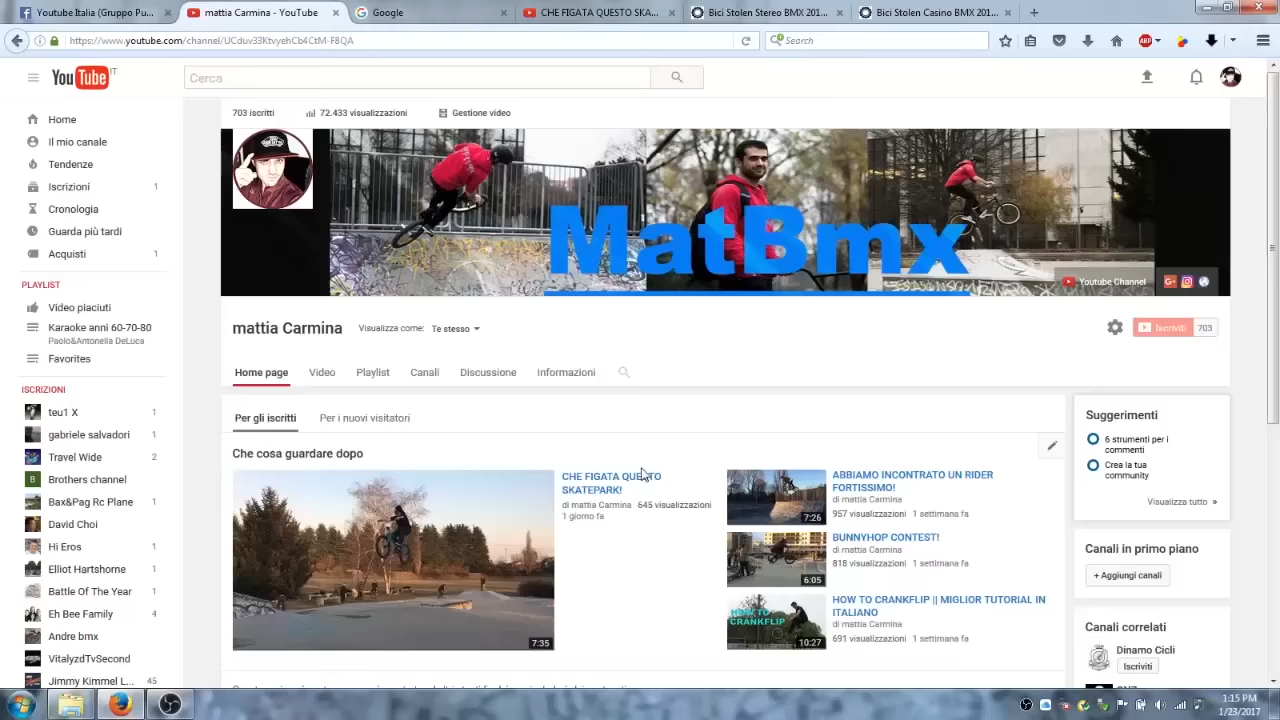 Youtube Italia (Gruppo Pu...
mattia Carmina - YouTube
Google
CHE FIGATA QUESTO SKA...
Bici Stolen Stereo BMX 201...
Bici Stolen Casino BMX 201...
https://www.youtube.com/channel/UCduv33KtvyehCb4CtM-F8QA
Search
ABP
YouTube IT
Cerca
703 iscritti
72.433 visualizzazioni
Gestione video
Home
Il mio canale
Tendenze
Iscrizioni 1
Cronologia
Guarda più tardi
Acquisti 1
PLAYLIST
Video piaciuti
Karaoke anni 60-70-80
Paolo&Antonella DeLuca
Favorites
ISCRIZIONI
teu1 X 1
gabriele salvadori 1
Travel Wide 2
B Brothers channel
Bax&Pag Rc Plane 1
David Choi
Hi Eros 1
Elliot Hartshorne 1
Battle Of The Year 1
Eh Bee Family 4
Andre bmx
VitalyzdTvSecond
Jimmy Kimmel L... 45
MatBmx
Youtube Channel
G+
mattia Carmina
Visualizza come: Te stesso
Iscriviti 703
Home page
Video
Playlist
Canali
Discussione
Informazioni
Per gli iscritti
Per i nuovi visitatori
Che cosa guardare dopo
7:35
CHE FIGATA QUESTO
SKATEPARK!
di mattia Carmina 645 visualizzazioni
1 giorno fa
7:26
ABBIAMO INCONTRATO UN RIDER
FORTISSIMO!
di mattia Carmina
957 visualizzazioni 1 settimana fa
6:05
BUNNYHOP CONTEST!
di mattia Carmina
818 visualizzazioni 1 settimana fa
HOW TO
CRANKFLIP
10:27
HOW TO CRANKFLIP || MIGLIOR TUTORIAL IN
ITALIANO
di mattia Carmina
691 visualizzazioni 1 settimana fa
Suggerimenti
6 strumenti per i
commenti
Crea la tua
community
Visualizza tutto »
Canali in primo piano
+ Aggiungi canali
Canali correlati
Dinamo Cicli
Iscriviti
1:15 PM
1/23/2017